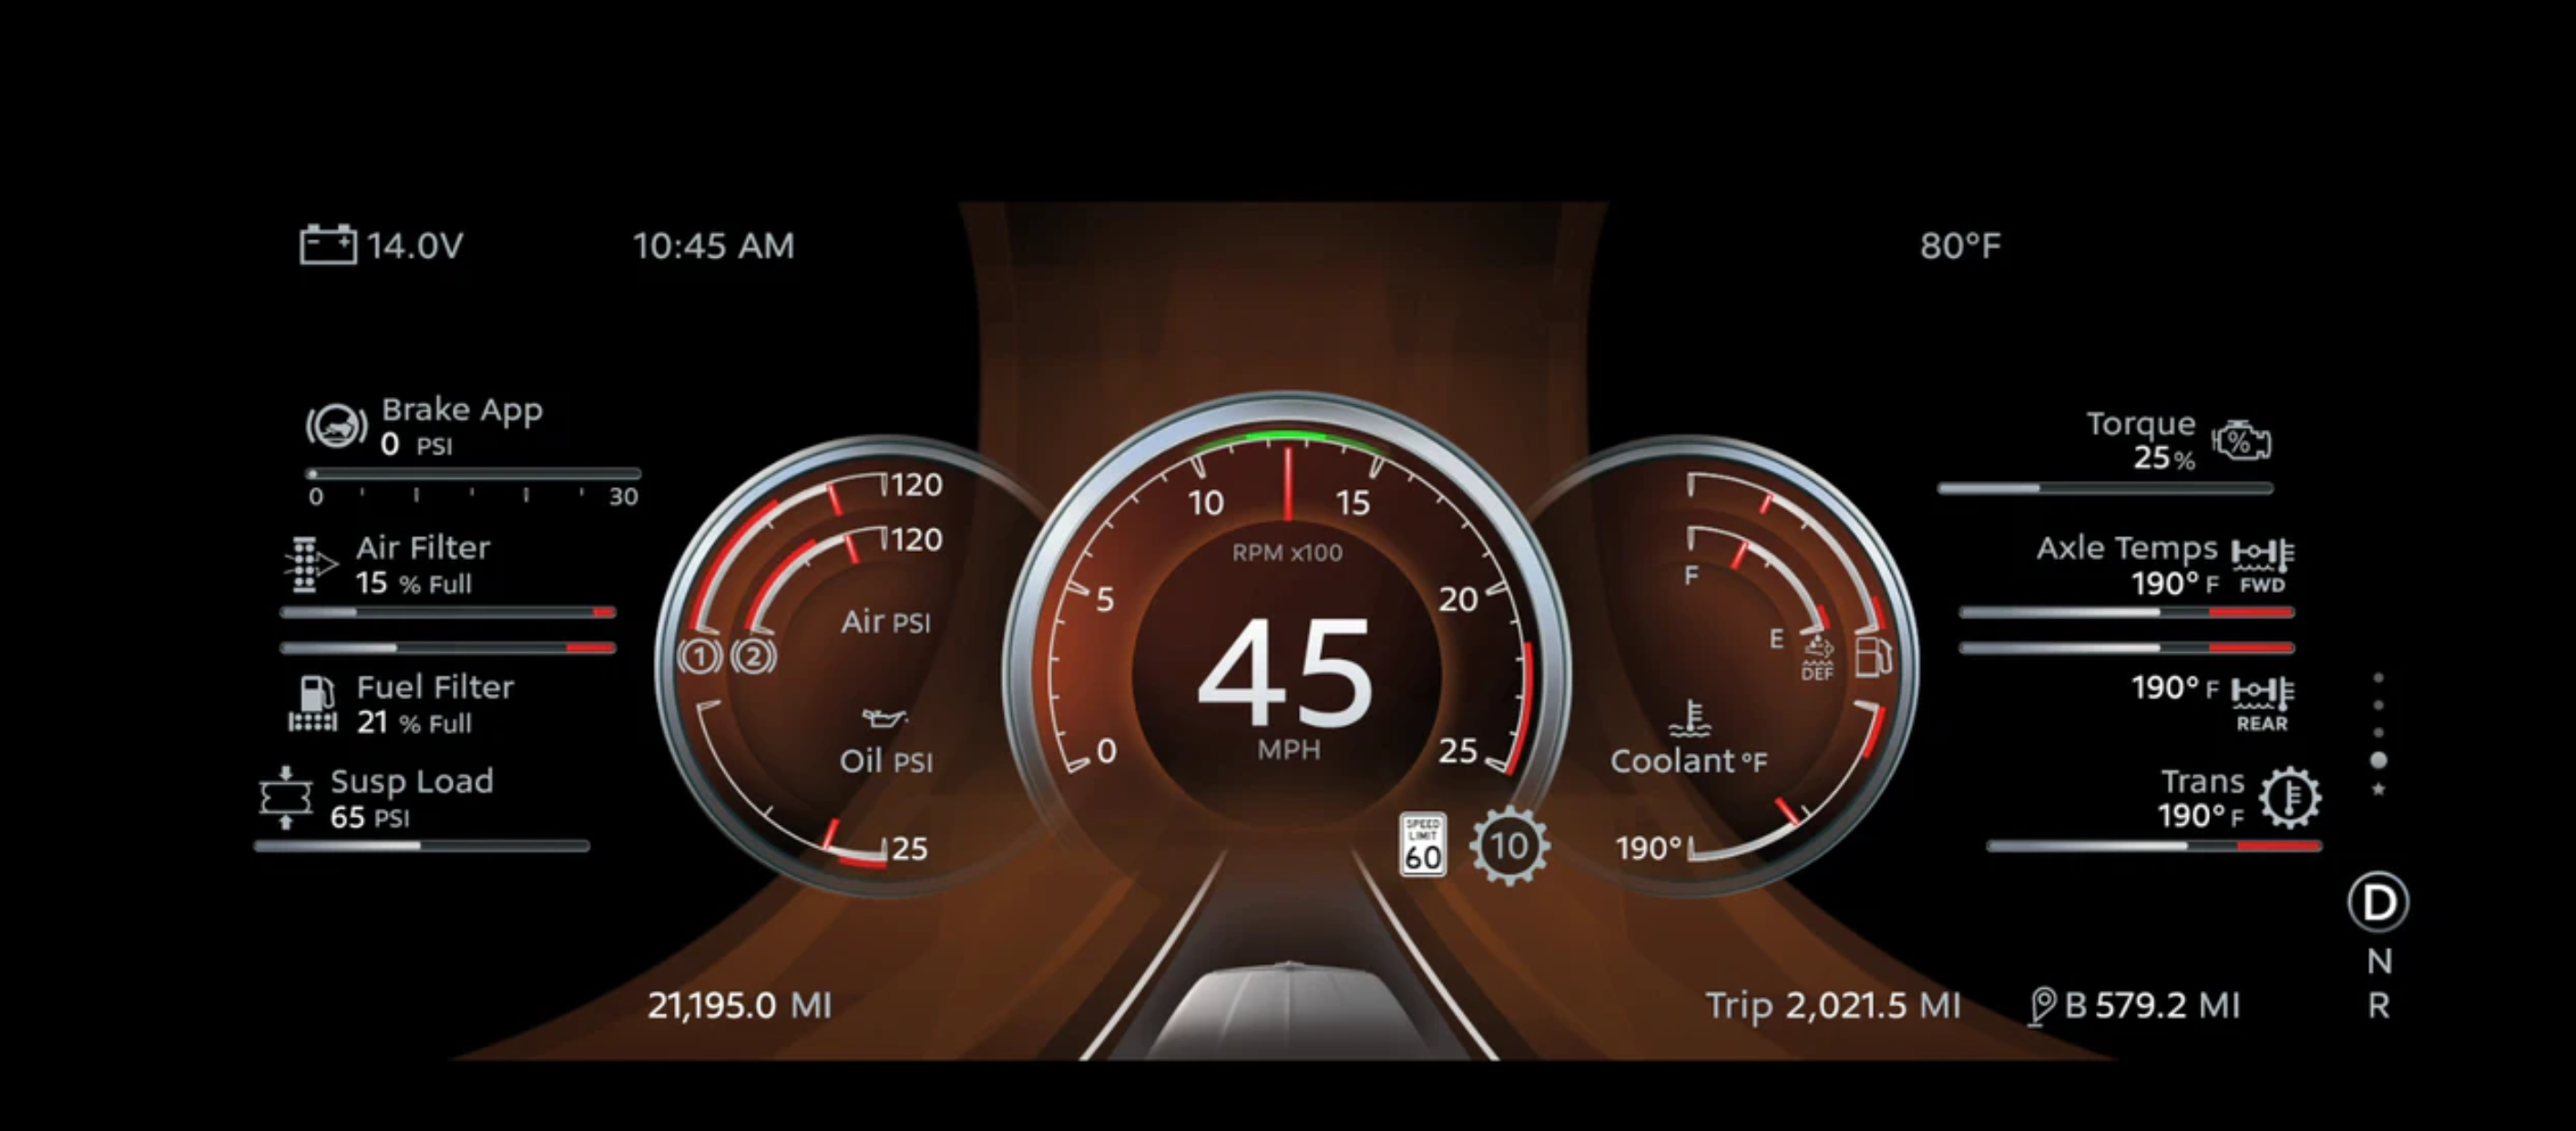 14.0V
10:45 AM
80°F
Brake App
0 PSI
0 30
Air Filter
15 % Full
Fuel Filter
21 % Full
Susp Load
65 PSI
120
120
Air PSI
1 2
Oil PSI
25
0
5
10
15
20
25
RPM x100
45
MPH
SPEED
LIMIT
60
10
F
E
DEF
Coolant °F
190°
Torque
25%
%
Axle Temps
190° F
FWD
190° F
REAR
Trans
190° F
D
N
R
21,195.0 MI
Trip 2,021.5 MI
B 579.2 MI